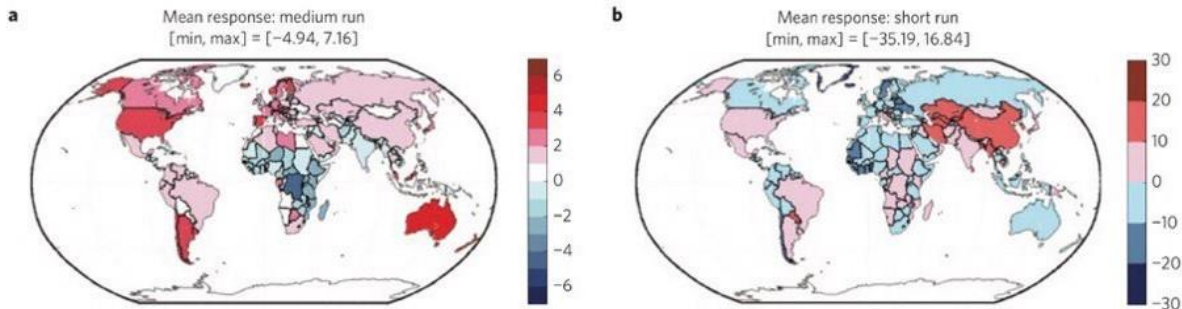 a
Mean response: medium run
[min, max] = [−4.94, 7.16]
6
4
2
0
−2
−4
−6
b
Mean response: short run
[min, max] = [−35.19, 16.84]
30
20
10
0
−10
−20
−30